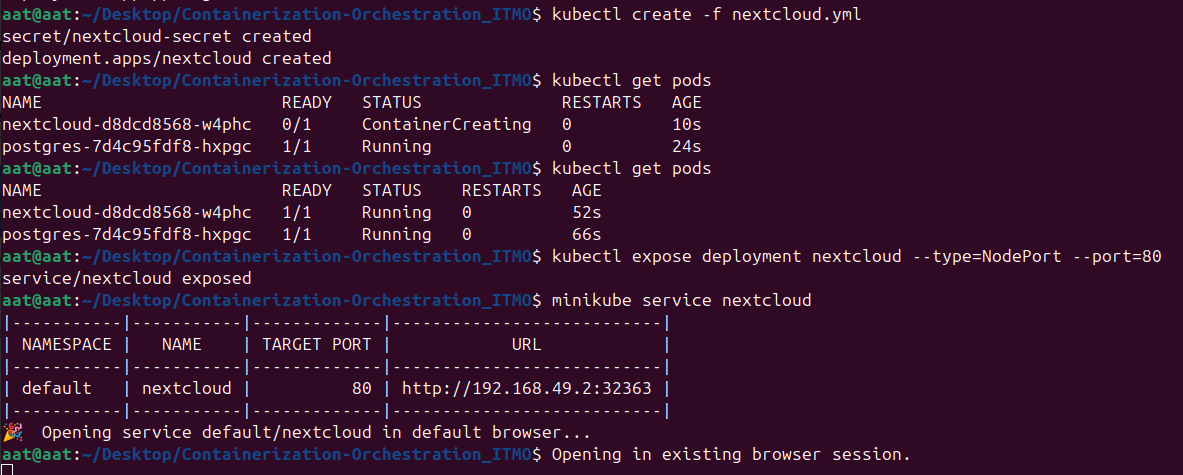 aat@aat:~/Desktop/Containerization-Orchestration_ITMO$ kubectl create -f nextcloud.yml
secret/nextcloud-secret created
deployment.apps/nextcloud created
aat@aat:~/Desktop/Containerization-Orchestration_ITMO$ kubectl get pods
NAME                        READY   STATUS              RESTARTS   AGE
nextcloud-d8dcd8568-w4phc   0/1     ContainerCreating   0          10s
postgres-7d4c95fdf8-hxpgc   1/1     Running             0          24s
aat@aat:~/Desktop/Containerization-Orchestration_ITMO$ kubectl get pods
NAME                        READY   STATUS    RESTARTS   AGE
nextcloud-d8dcd8568-w4phc   1/1     Running   0          52s
postgres-7d4c95fdf8-hxpgc   1/1     Running   0          66s
aat@aat:~/Desktop/Containerization-Orchestration_ITMO$ kubectl expose deployment nextcloud --type=NodePort --port=80
service/nextcloud exposed
aat@aat:~/Desktop/Containerization-Orchestration_ITMO$ minikube service nextcloud
|-----------|-----------|-------------|---------------------------|
| NAMESPACE |   NAME    | TARGET PORT |            URL            |
|-----------|-----------|-------------|---------------------------|
| default   | nextcloud |          80 | http://192.168.49.2:32363 |
|-----------|-----------|-------------|---------------------------|
🎉  Opening service default/nextcloud in default browser...
aat@aat:~/Desktop/Containerization-Orchestration_ITMO$ Opening in existing browser session.